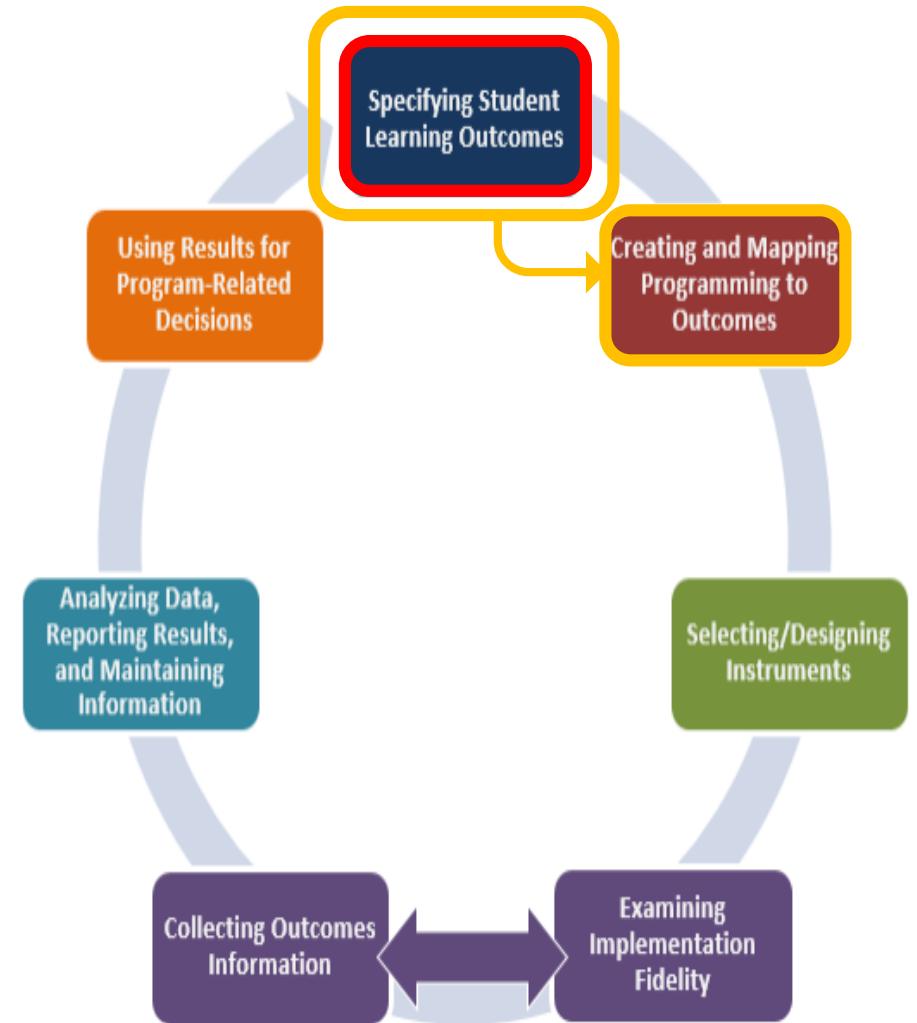 Specifying Student
Learning Outcomes
Creating and Mapping
Programming to
Outcomes
Selecting/Designing
Instruments
Examining
Implementation
Fidelity
Collecting Outcomes
Information
Analyzing Data,
Reporting Results,
and Maintaining
Information
Using Results for
Program-Related
Decisions